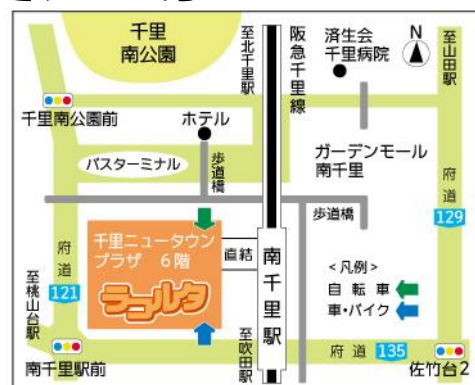 千里
南公園
至北千里駅
阪急千里線
済生会
千里病院
N
至山田駅
千里南公園前
ホテル
バスターミナル
歩道橋
ガーデンモール
南千里
府道
129
歩道橋
千里ニュータウン
プラザ 6階
ラコルタ
直結
南千里駅
<凡例>
自転車
車・バイク
府道
121
至桃山台駅
南千里駅前
至吹田駅
府道 135
佐竹台2